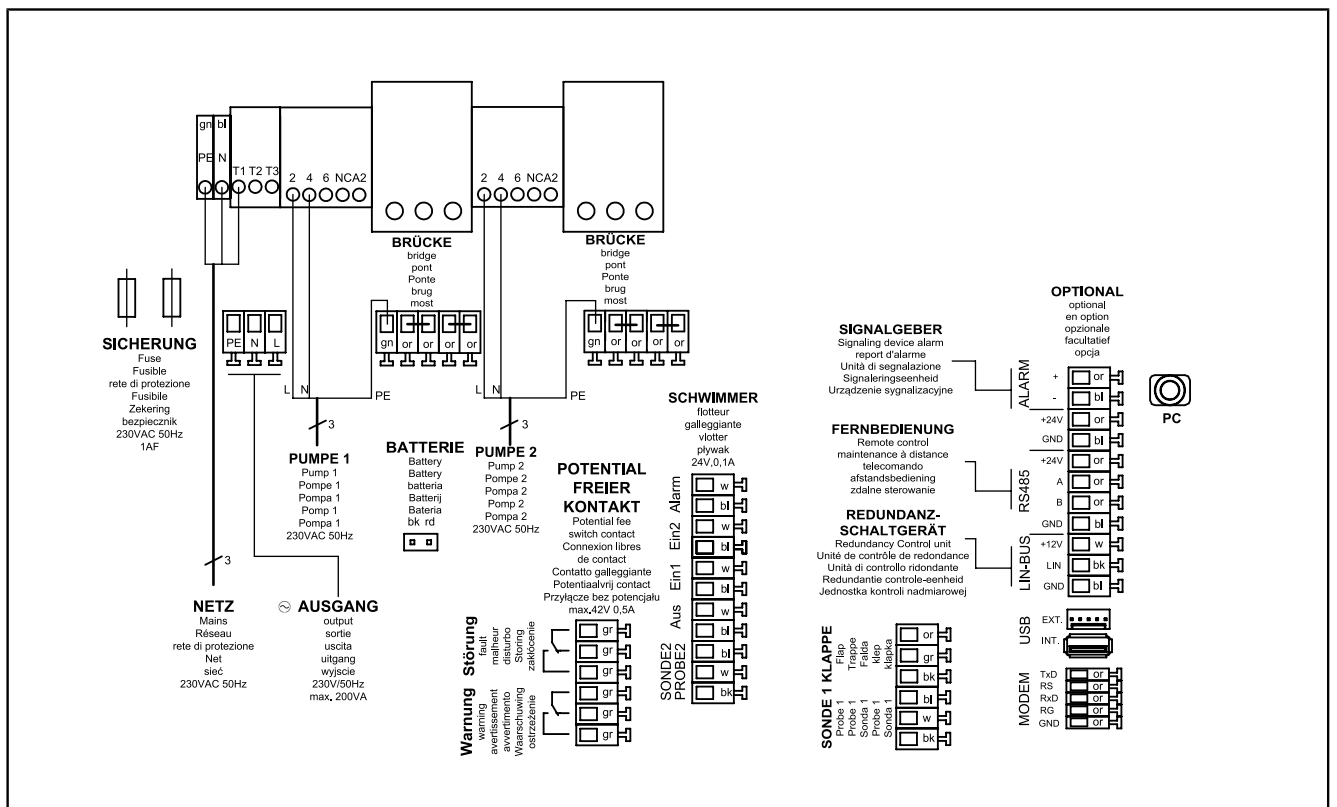 gn bl
PE N
T1 T2 T3
2 4 6 NCA2
2 4 6 NCA2
BRÜCKE
bridge
pont
Ponte
brug
most
BRÜCKE
bridge
pont
Ponte
brug
most
SICHERUNG
Fuse
Fusible
rete di protezione
Fusibile
Zekering
bezpiecznik
230VAC 50Hz
1AF
PE N L
gn or or or or
gn or or or or
L N PE
L N PE
3
3
3
PUMPE 1
Pump 1
Pompe 1
Pompa 1
Pomp 1
Pompa 1
230VAC 50Hz
BATTERIE
Battery
Battery
batteria
Batterij
Bateria
bk rd
PUMPE 2
Pump 2
Pompe 2
Pompa 2
Pomp 2
Pompa 2
230VAC 50Hz
NETZ
Mains
Réseau
rete di protezione
Net
sieć
230VAC 50Hz
AUSGANG
output
sortie
uscita
uitgang
wyjscie
230V/50Hz
max. 200VA
POTENTIAL
FREIER
KONTAKT
Potential fee
switch contact
Connexion libres
de contact
Contatto galleggiante
Potentiaalvrij contact
Przyłącze bez potencjału
max.42V 0,5A
Störung
fault
malheur
disturbo
Storing
zakłócenie
gr
gr
gr
Warnung
warning
avertissement
avvertimento
Waarschuwing
ostrzeżenie
gr
gr
gr
SCHWIMMER
flotteur
galleggiante
vlotter
pływak
24V,0,1A
Alarm
w
bl
Ein2
w
bl
Ein1
w
bl
Aus
w
bl
SONDE2
PROBE2
bl
w
bk
SIGNALGEBER
Signaling device alarm
report d'alarme
Unità di segnalazione
Signaleringseenheid
Urządzenie sygnalizacyjne
FERNBEDIENUNG
Remote control
maintenance à distance
telecomando
afstandsbediening
zdalne sterowanie
REDUNDANZ-
SCHALTGERÄT
Redundancy Control unit
Unité de contrôle de redondance
Unità di controllo ridondante
Redundantie controle-eenheid
Jednostka kontroli nadmiarowej
OPTIONAL
optional
en option
opzionale
facultatief
opcja
ALARM
+ or
- bl
+24V or
GND bl
RS485
+24V or
A or
B or
GND bl
LIN-BUS
+12V w
LIN bk
GND bl
PC
USB
EXT.
INT.
MODEM
TxD or
RS or
RxD or
RG or
GND or
KLAPPE
Flap
Trappe
Falda
klep
klapka
or
gr
bk
SONDE 1
Probe 1
Probe 1
Sonda 1
Probe 1
Sonda 1
bl
w
bk